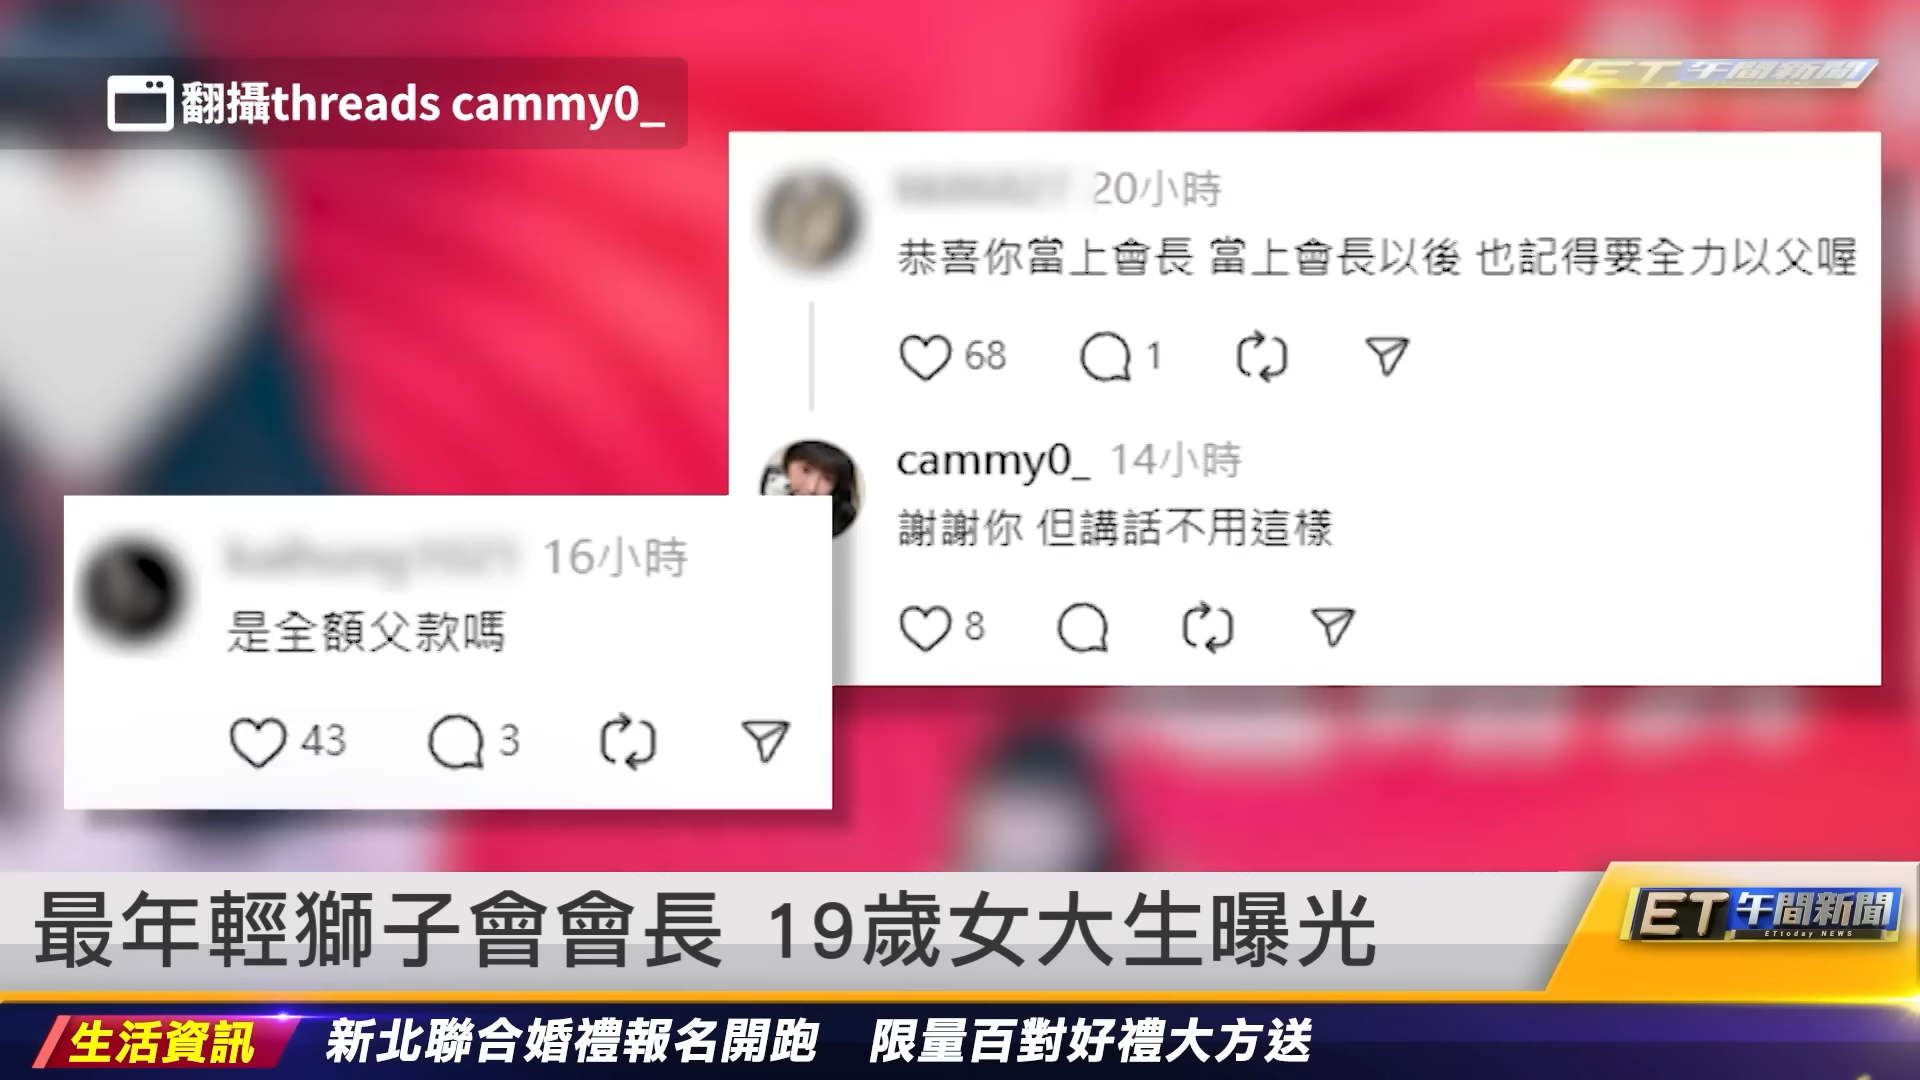 翻攝threads cammy0_
ET午間新聞
20小時
恭喜你當上會長 當上會長以後 也記得要全力以父喔
68 1
cammy0_ 14小時
謝謝你 但講話不用這樣
8
16小時
是全額父款嗎
43 3
最年輕獅子會會長 19歲女大生曝光
ET午間新聞
ETtoday NEWS
生活資訊 新北聯合婚禮報名開跑 限量百對好禮大方送